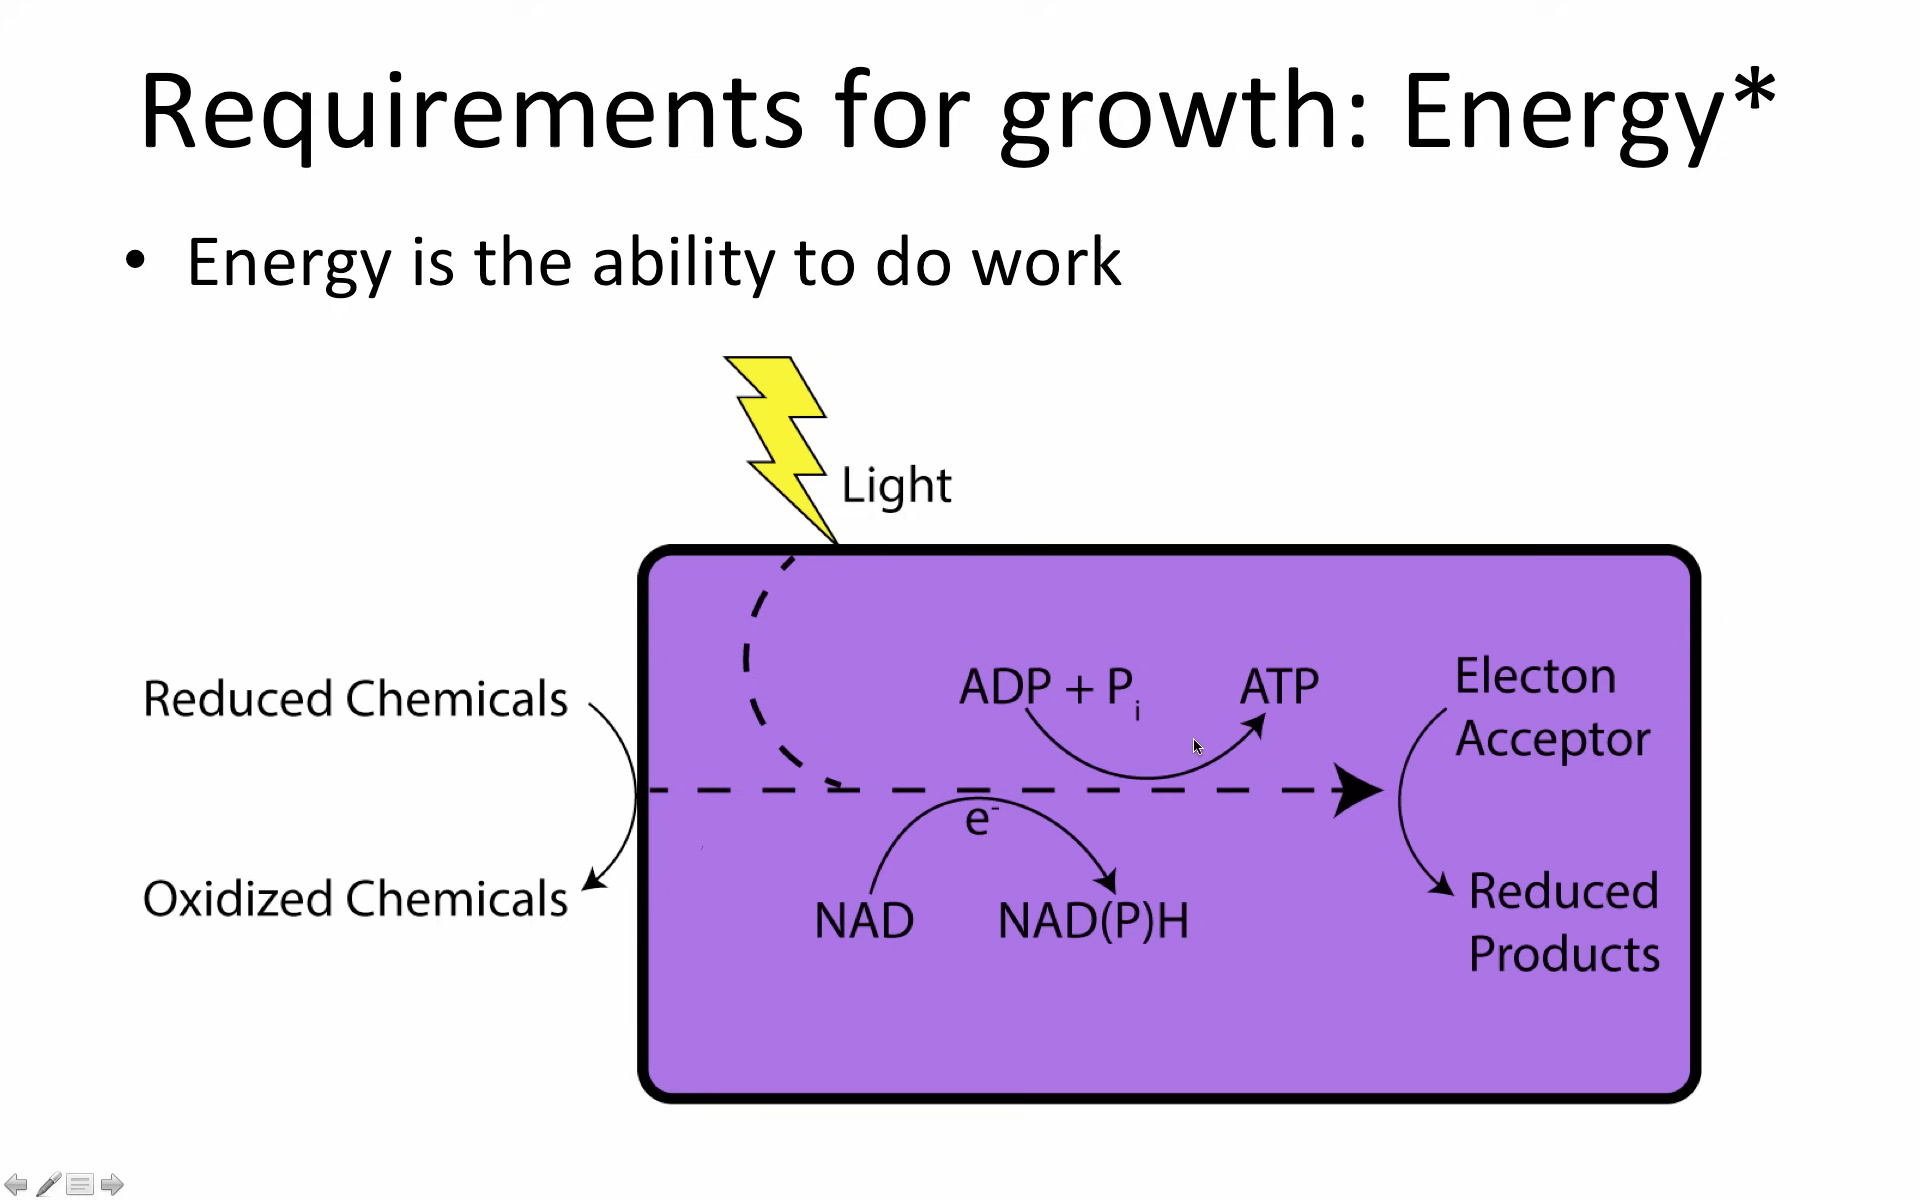 Requirements for growth: Energy*
• Energy is the ability to do work
Light
Reduced Chemicals
Oxidized Chemicals
ADP + Pi
ATP
e-
NAD
NAD(P)H
Electon
Acceptor
Reduced
Products